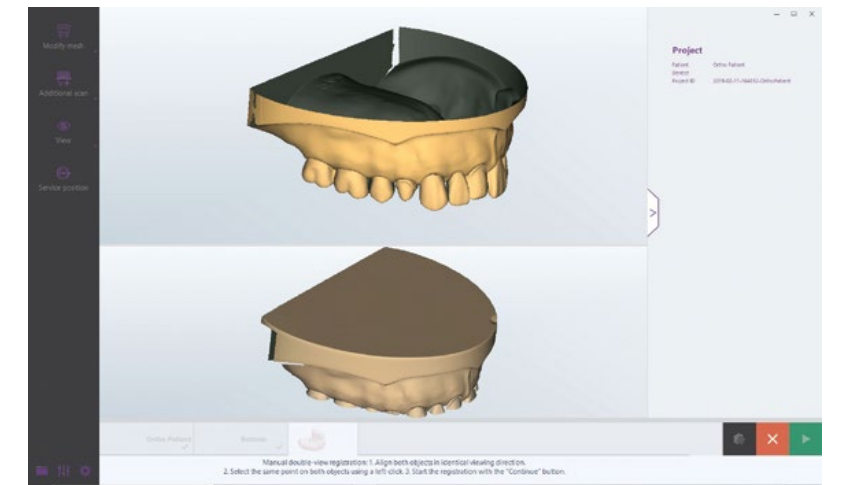 Modify mesh
Additional scan
View
Service position
Project
Patient Ortho Patient
Dentist
Project ID
Ortho Patient
Manual double-view registration: 1. Align both objects in identical viewing direction.
2. Select the same point on both objects using a left-click. 3. Start the registration with the "Continue" button.